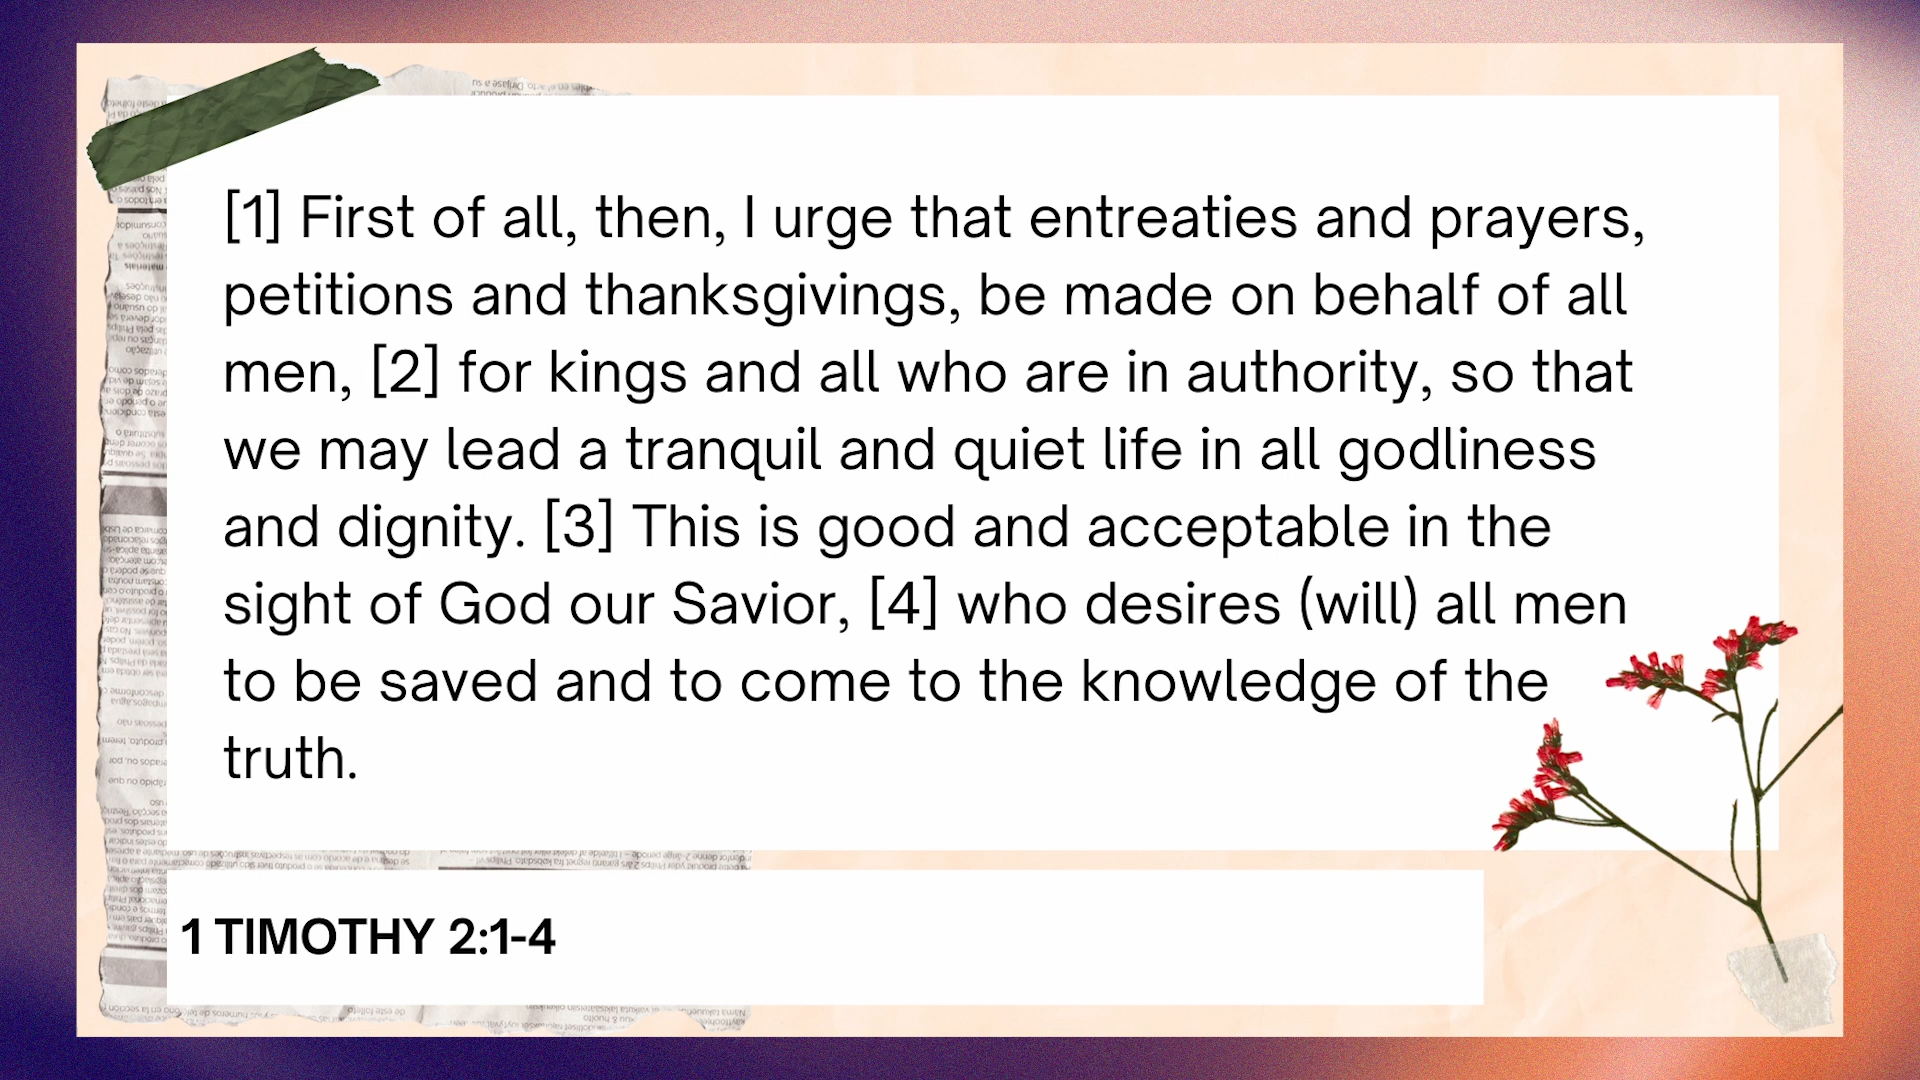 [1] First of all, then, I urge that entreaties and prayers,
petitions and thanksgivings, be made on behalf of all
men, [2] for kings and all who are in authority, so that
we may lead a tranquil and quiet life in all godliness
and dignity. [3] This is good and acceptable in the
sight of God our Savior, [4] who desires (will) all men
to be saved and to come to the knowledge of the
truth.
1 TIMOTHY 2:1-4